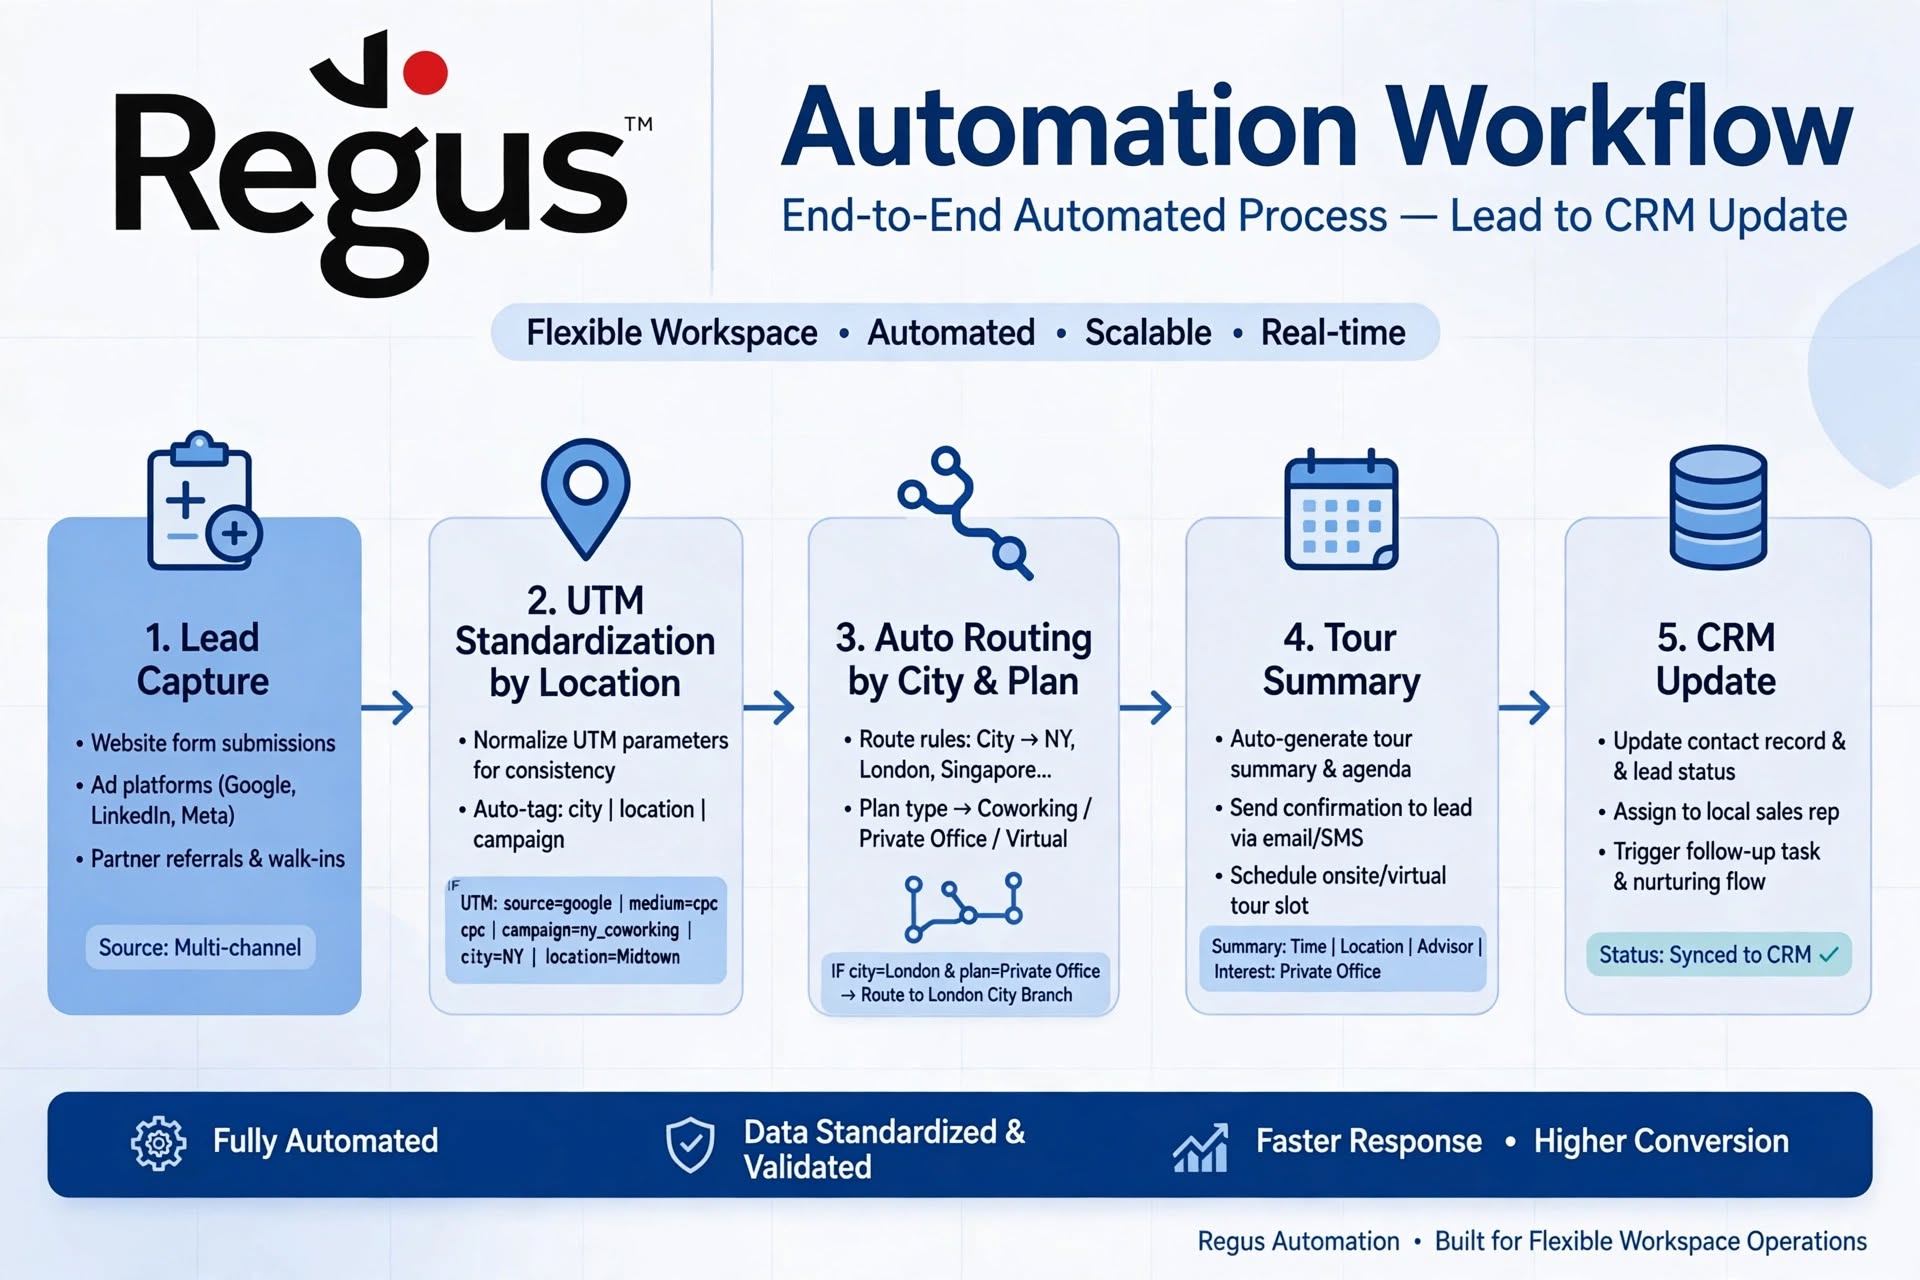 Regus™
Automation Workflow
End-to-End Automated Process — Lead to CRM Update
Flexible Workspace • Automated • Scalable • Real-time
1. Lead
Capture
• Website form submissions
• Ad platforms (Google,
LinkedIn, Meta)
• Partner referrals & walk-ins
Source: Multi-channel
2. UTM
Standardization
by Location
• Normalize UTM parameters
for consistency
• Auto-tag: city | location |
campaign
IF
UTM: source=google | medium=cpc
cpc | campaign=ny_coworking |
city=NY | location=Midtown
3. Auto Routing
by City & Plan
• Route rules: City → NY,
London, Singapore...
• Plan type → Coworking /
Private Office / Virtual
IF city=London & plan=Private Office
→ Route to London City Branch
4. Tour
Summary
• Auto-generate tour
summary & agenda
• Send confirmation to lead
via email/SMS
• Schedule onsite/virtual
tour slot
Summary: Time | Location | Advisor |
Interest: Private Office
5. CRM
Update
• Update contact record &
& lead status
• Assign to local sales rep
• Trigger follow-up task
& nurturing flow
Status: Synced to CRM ✓
Fully Automated
Data Standardized &
Validated
Faster Response • Higher Conversion
Regus Automation • Built for Flexible Workspace Operations